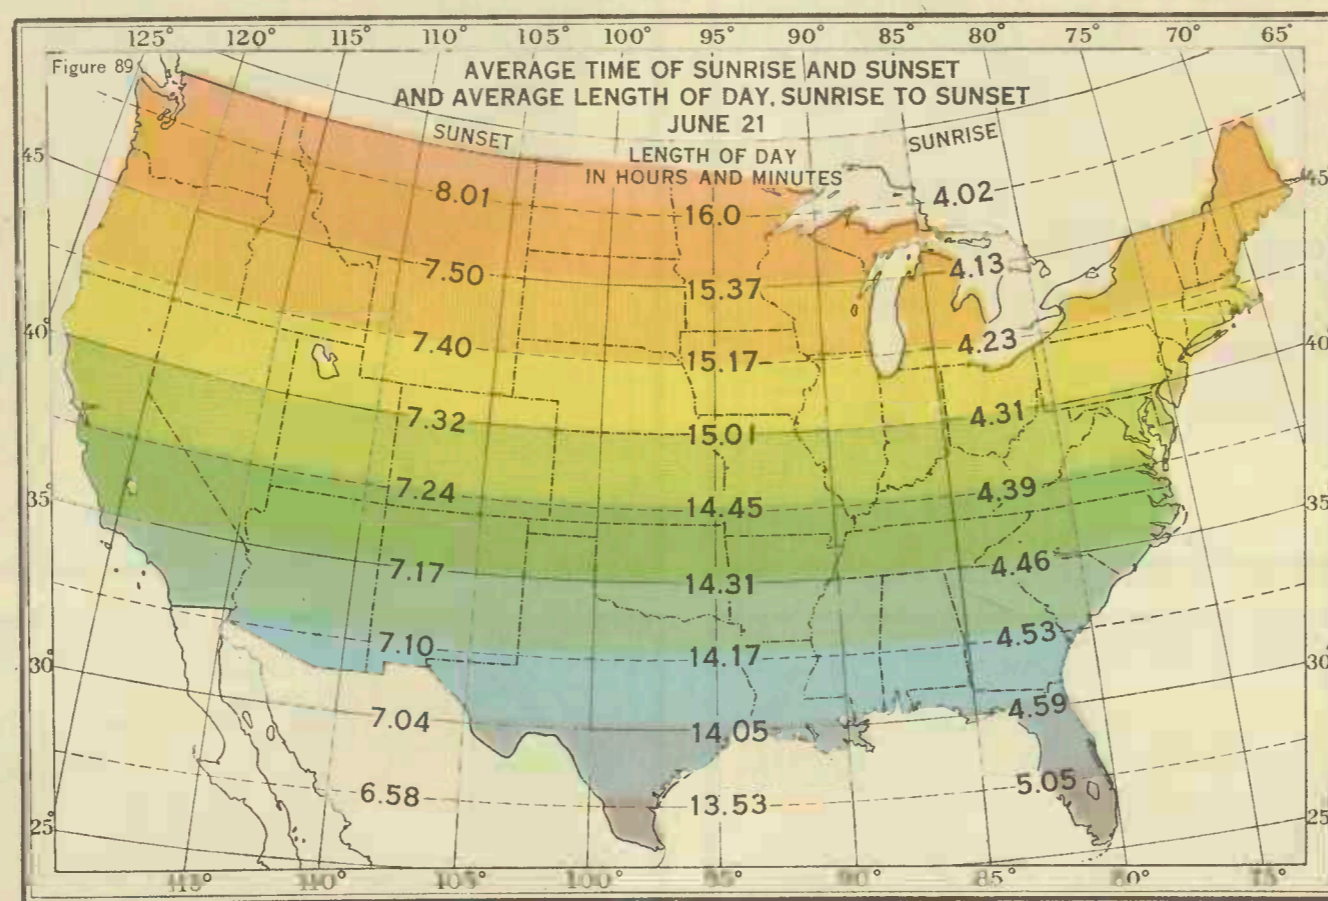 125° 120° 115° 110° 105° 100° 95° 90° 85° 80° 75° 70° 65°
Figure 89
AVERAGE TIME OF SUNRISE AND SUNSET
AND AVERAGE LENGTH OF DAY, SUNRISE TO SUNSET
JUNE 21
SUNSET
SUNRISE
LENGTH OF DAY
IN HOURS AND MINUTES
45° 45°
8.01 16.0 4.02
7.50 15.37 4.13
7.40 15.17 4.23
40° 40°
7.32 15.01 4.31
7.24 14.45 4.39
35° 35°
7.17 14.31 4.46
7.10 14.17 4.53
30° 30°
7.04 14.05 4.59
6.58 13.53 5.05
25° 25°
115° 110° 105° 100° 95° 90° 85° 80° 75°